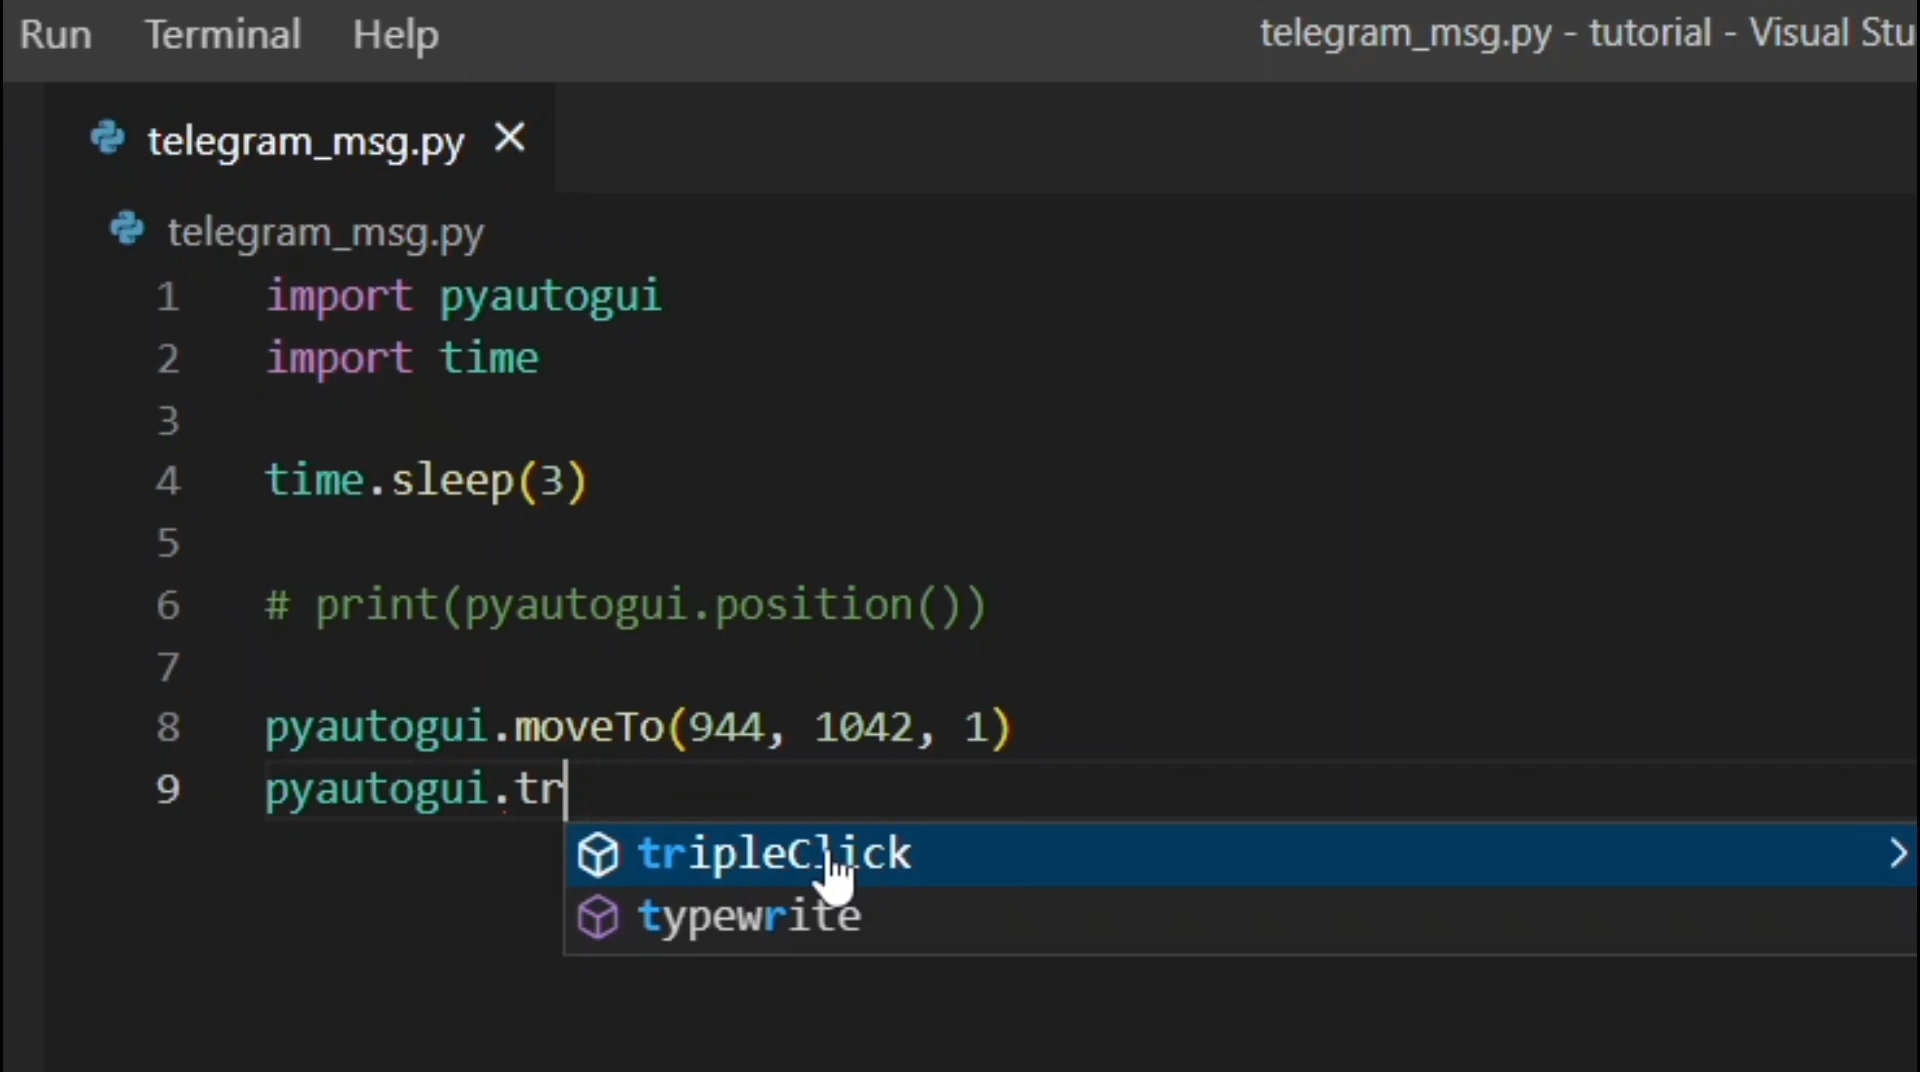 Run Terminal Help telegram_msg.py - tutorial - Visual Stu
telegram_msg.py
telegram_msg.py
1 import pyautogui
2 import time
3
4 time.sleep(3)
5
6 # print(pyautogui.position())
7
8 pyautogui.moveTo(944, 1042, 1)
9 pyautogui.tr
tripleClick
typewrite